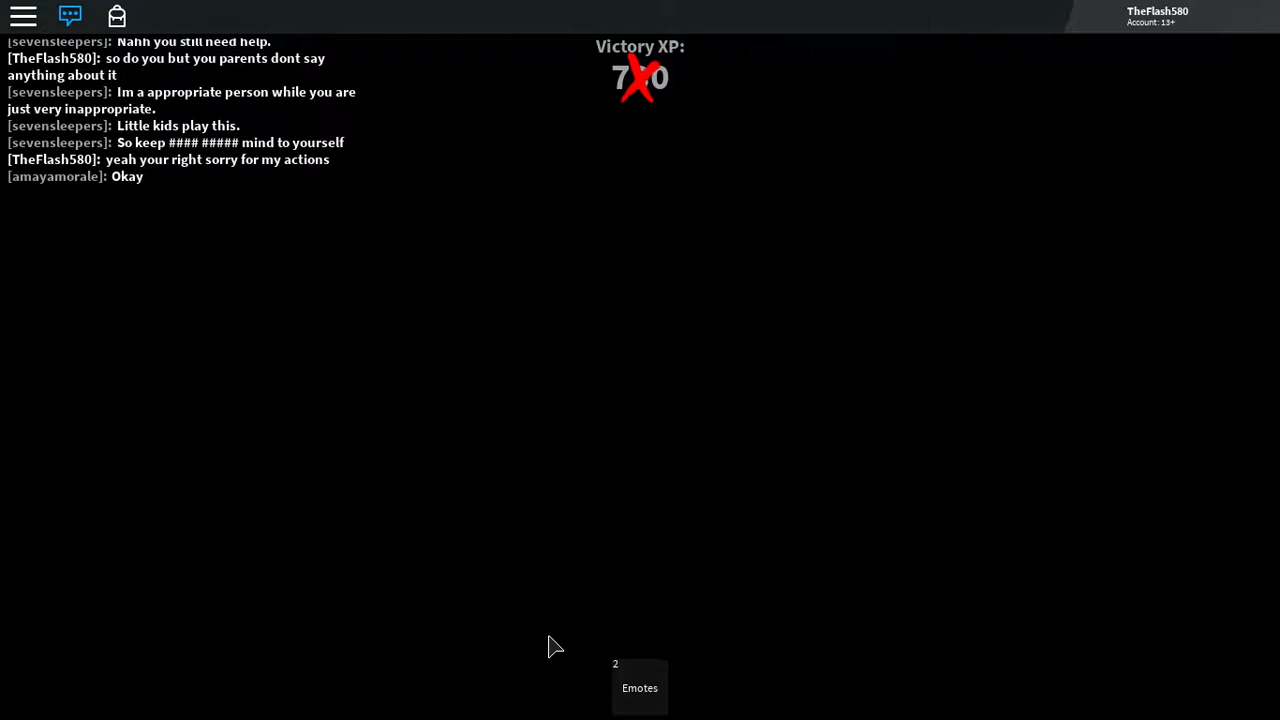 TheFlash580
Account: 13+
[sevensleepers]: Nahh you still need help.
[TheFlash580]: so do you but you parents dont say
anything about it
[sevensleepers]: Im a appropriate person while you are
just very inappropriate.
[sevensleepers]: Little kids play this.
[sevensleepers]: So keep #### ##### mind to yourself
[TheFlash580]: yeah your right sorry for my actions
[amayamorale]: Okay
Victory XP:
2
Emotes